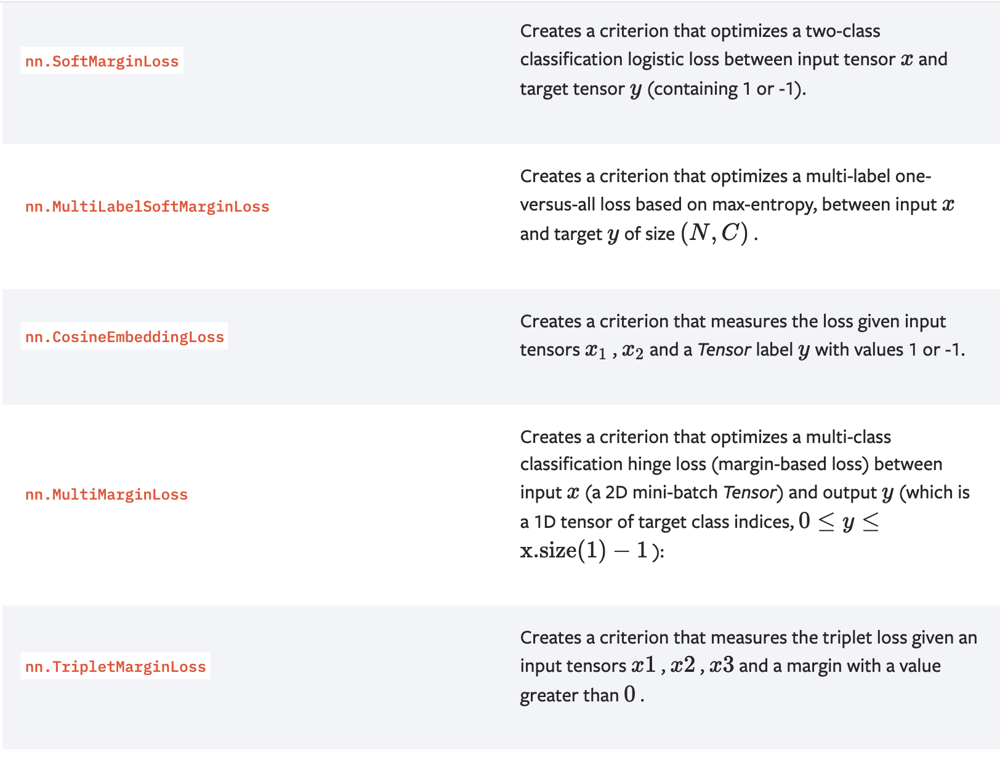 nn.SoftMarginLoss
Creates a criterion that optimizes a two-class
classification logistic loss between input tensor x and
target tensor y (containing 1 or -1).
nn.MultiLabelSoftMarginLoss
Creates a criterion that optimizes a multi-label one-
versus-all loss based on max-entropy, between input x
and target y of size (N, C) .
nn.CosineEmbeddingLoss
Creates a criterion that measures the loss given input
tensors x₁ , x₂ and a Tensor label y with values 1 or -1.
nn.MultiMarginLoss
Creates a criterion that optimizes a multi-class
classification hinge loss (margin-based loss) between
input x (a 2D mini-batch Tensor) and output y (which is
a 1D tensor of target class indices, 0 ≤ y ≤
x.size(1) − 1 ):
nn.TripletMarginLoss
Creates a criterion that measures the triplet loss given an
input tensors x1 , x2 , x3 and a margin with a value
greater than 0 .